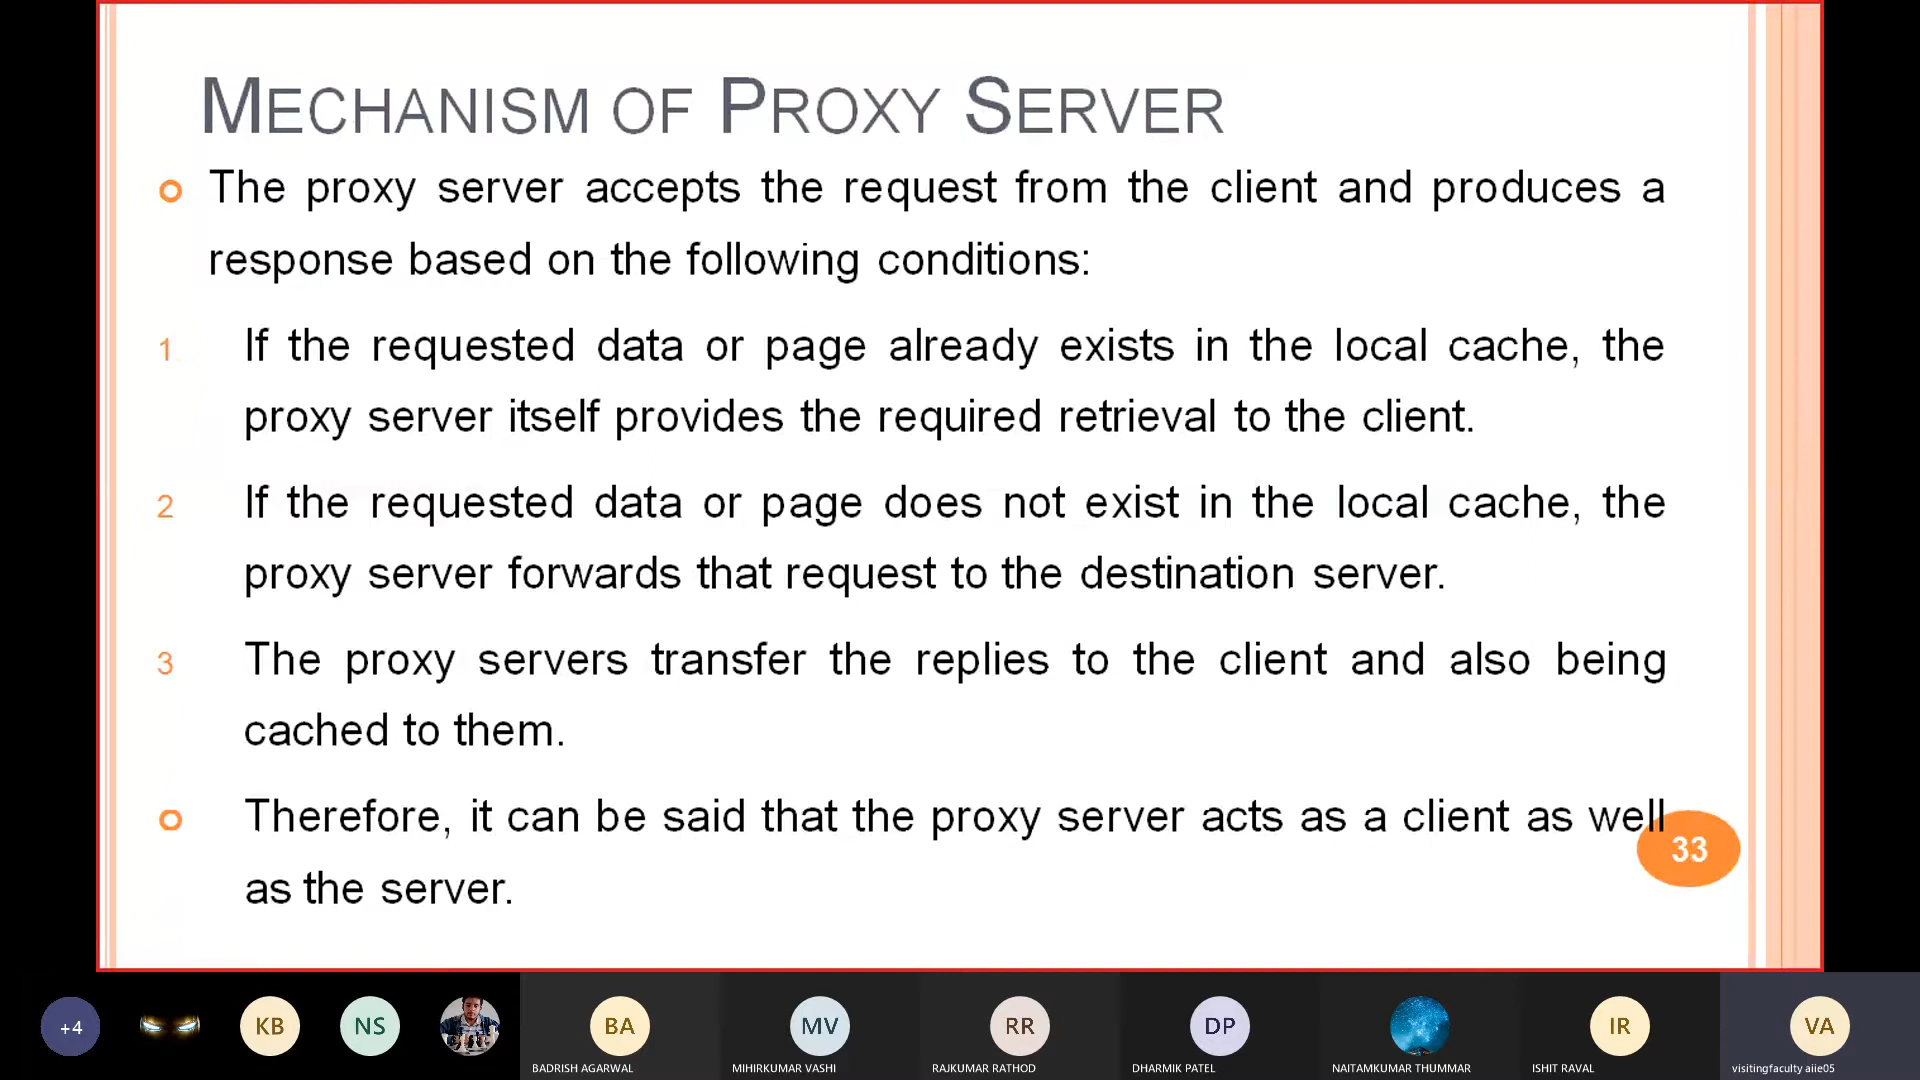 MECHANISM OF PROXY SERVER
The proxy server accepts the request from the client and produces a
response based on the following conditions:
1 If the requested data or page already exists in the local cache, the
proxy server itself provides the required retrieval to the client.
2 If the requested data or page does not exist in the local cache, the
proxy server forwards that request to the destination server.
3 The proxy servers transfer the replies to the client and also being
cached to them.
Therefore, it can be said that the proxy server acts as a client as well
as the server.
33
+4 KB NS BA MV RR DP IR VA
BADRISH AGARWAL MIHIRKUMAR VASHI RAJKUMAR RATHOD DHARMIK PATEL NAITAMKUMAR THUMMAR ISHIT RAVAL visitingfaculty aiie05